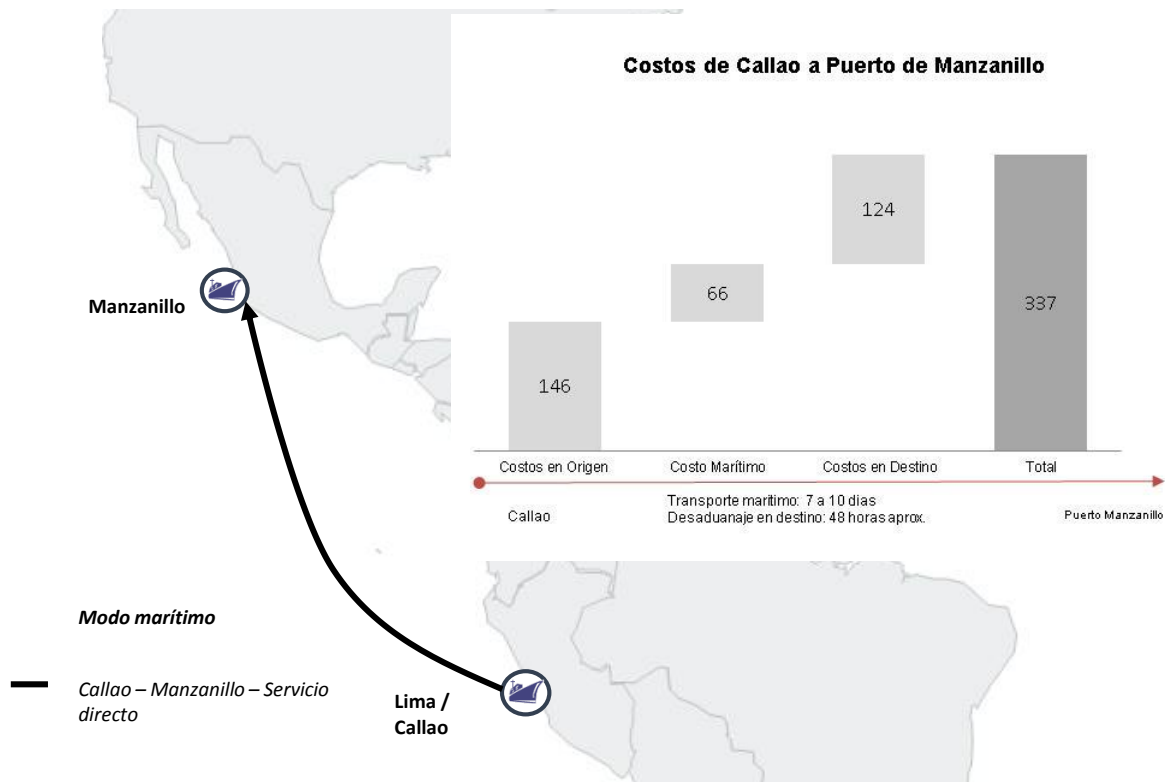 Costos de Callao a Puerto de Manzanillo
146
66
124
337
Costos en Origen
Costo Marítimo
Costos en Destino
Total
Transporte maritimo: 7 a 10 dias
Desaduanaje en destino: 48 horas aprox.
Callao
Puerto Manzanillo
Manzanillo
Modo marítimo
Callao – Manzanillo – Servicio
directo
Lima /
Callao